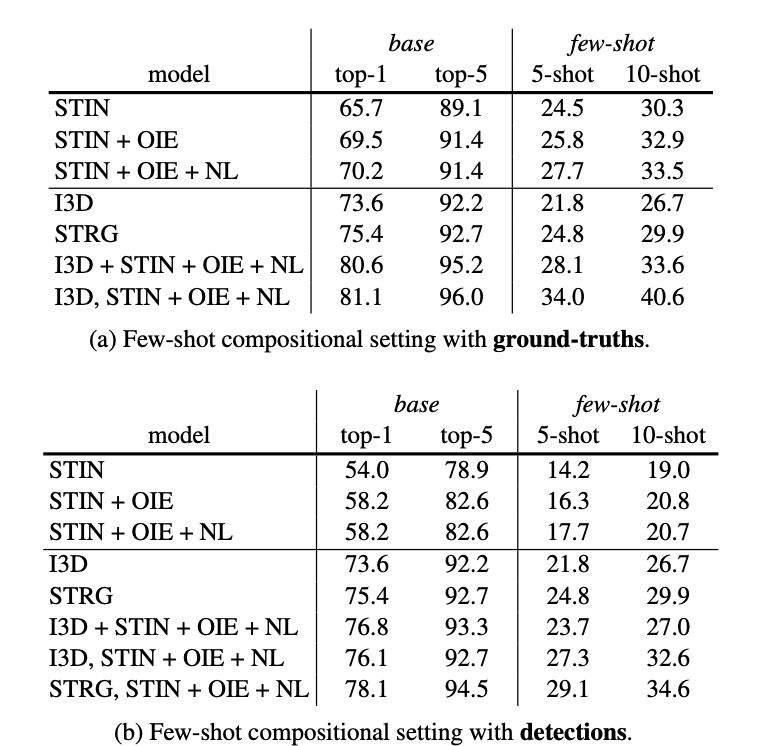 base few-shot
model top-1 top-5 5-shot 10-shot
STIN 65.7 89.1 24.5 30.3
STIN + OIE 69.5 91.4 25.8 32.9
STIN + OIE + NL 70.2 91.4 27.7 33.5
I3D 73.6 92.2 21.8 26.7
STRG 75.4 92.7 24.8 29.9
I3D + STIN + OIE + NL 80.6 95.2 28.1 33.6
I3D, STIN + OIE + NL 81.1 96.0 34.0 40.6
(a) Few-shot compositional setting with ground-truths.
base few-shot
model top-1 top-5 5-shot 10-shot
STIN 54.0 78.9 14.2 19.0
STIN + OIE 58.2 82.6 16.3 20.8
STIN + OIE + NL 58.2 82.6 17.7 20.7
I3D 73.6 92.2 21.8 26.7
STRG 75.4 92.7 24.8 29.9
I3D + STIN + OIE + NL 76.8 93.3 23.7 27.0
I3D, STIN + OIE + NL 76.1 92.7 27.3 32.6
STRG, STIN + OIE + NL 78.1 94.5 29.1 34.6
(b) Few-shot compositional setting with detections.